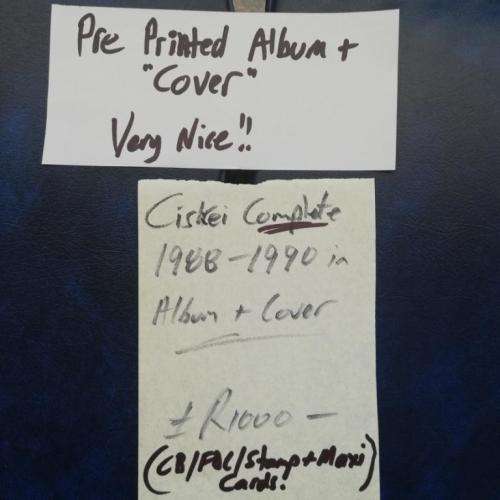 Pre Printed Album +
"Cover"
Very Nice!!
Ciskei Complete
1988-1990 in
Album + Cover
± R1000 -
(CB/FDC/Stamp + Maxi
Cards.)